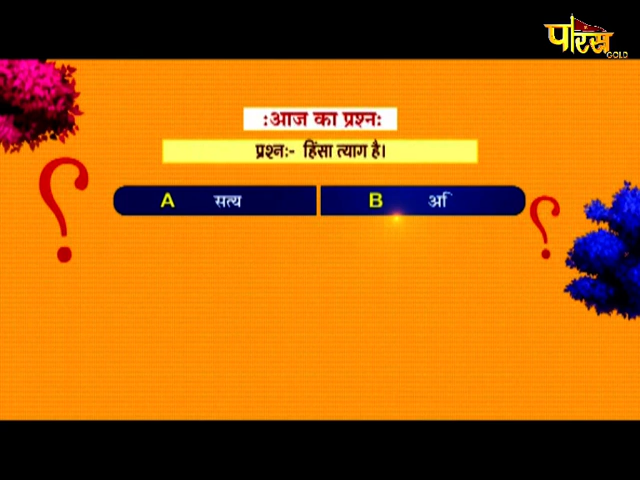 पारस
GOLD
:आज का प्रश्न:
प्रश्न:- हिंसा त्याग है।
A सत्य B अि